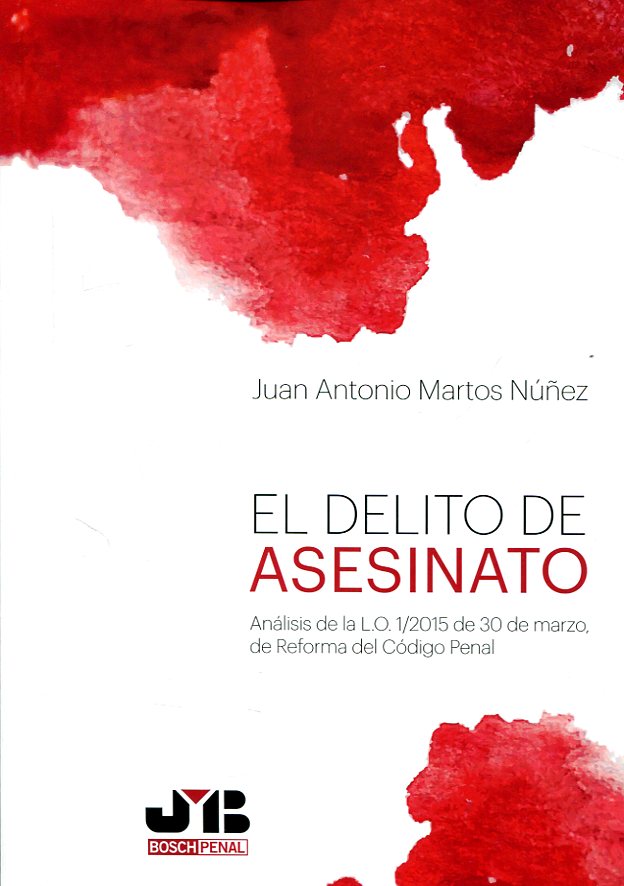 Juan Antonio Martos Núñez
EL DELITO DE
ASESINATO
Análisis de la L.O. 1/2015 de 30 de marzo,
de Reforma del Código Penal
JMB
BOSCH PENAL